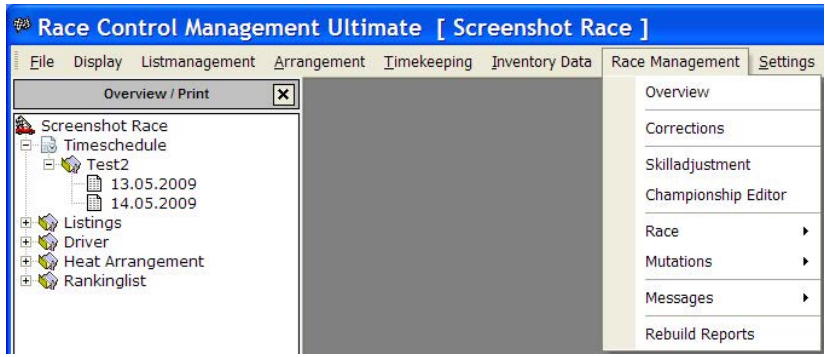 Race Control Management Ultimate [ Screenshot Race ]
File Display Listmanagement Arrangement Timekeeping Inventory Data Race Management Settings
Overview / Print
Screenshot Race
Timeschedule
Test2
13.05.2009
14.05.2009
Listings
Driver
Heat Arrangement
Rankinglist
Overview
Corrections
Skilladjustment
Championship Editor
Race
Mutations
Messages
Rebuild Reports